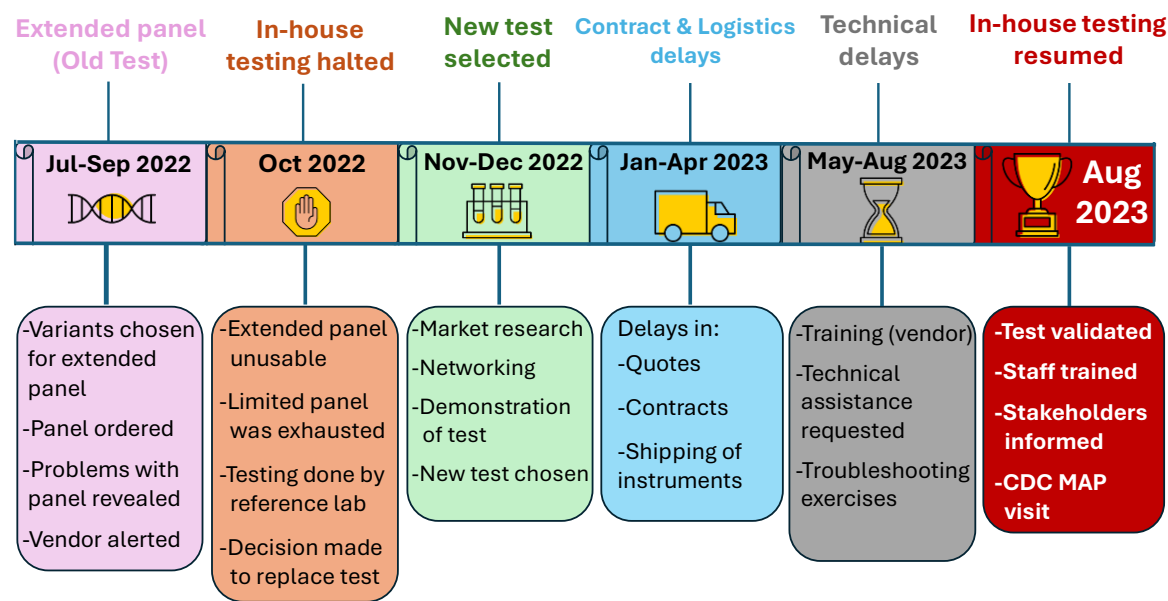 Extended panel
(Old Test)
In-house
testing halted
New test
selected
Contract & Logistics
delays
Technical
delays
In-house testing
resumed
Jul-Sep 2022
Oct 2022
Nov-Dec 2022
Jan-Apr 2023
May-Aug 2023
Aug
2023
-Variants chosen
for extended
panel
-Panel ordered
-Problems with
panel revealed
-Vendor alerted
-Extended panel
unusable
-Limited panel
was exhausted
-Testing done by
reference lab
-Decision made
to replace test
-Market research
-Networking
-Demonstration
of test
-New test chosen
Delays in:
-Quotes
-Contracts
-Shipping of
instruments
-Training (vendor)
-Technical
assistance
requested
-Troubleshooting
exercises
-Test validated
-Staff trained
-Stakeholders
informed
-CDC MAP
visit